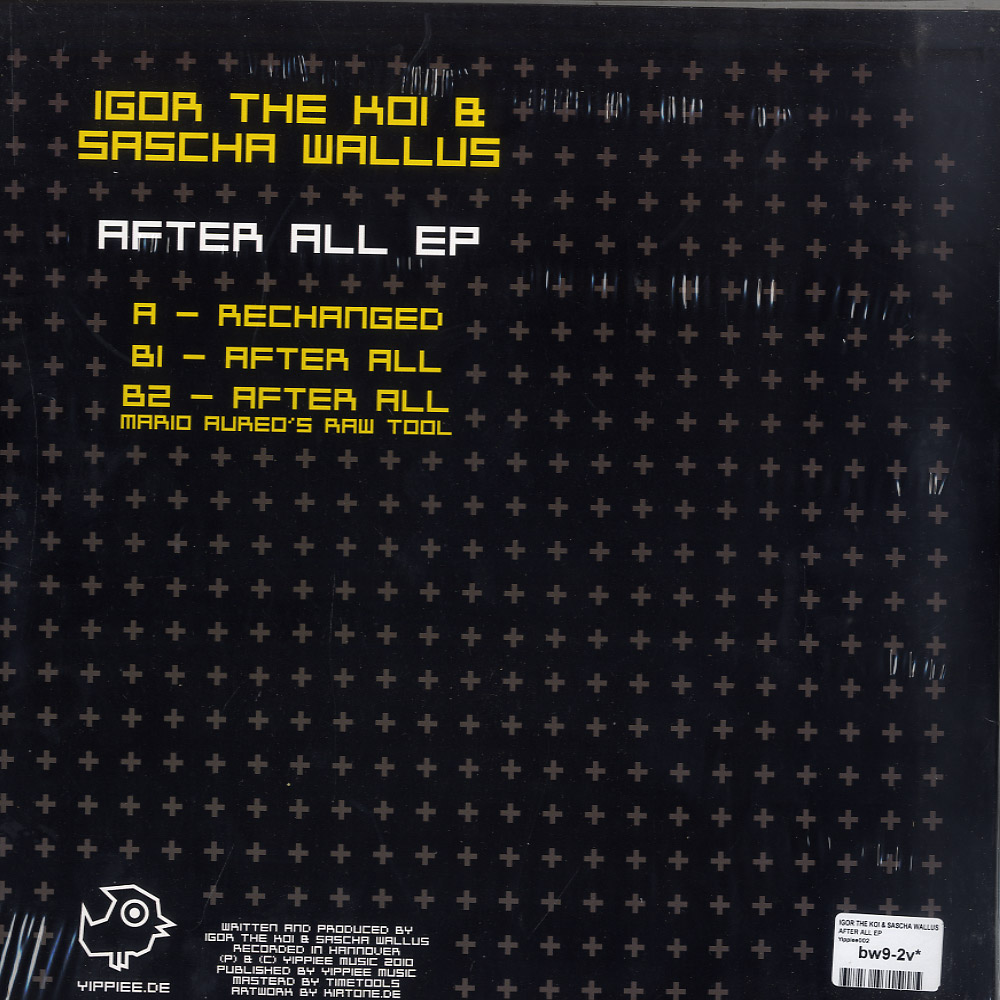 IGOR THE KOI &
SASCHA WALLUS
AFTER ALL EP
A – RECHANGED
B1 – AFTER ALL
B2 – AFTER ALL
MARIO AUREO'S RAW TOOL
YIPPIEE.DE
WRITTEN AND PRODUCED BY
IGOR THE KOI & SASCHA WALLUS
RECORDED IN HANNOVER
(P) & (C) YIPPIEE MUSIC 2010
PUBLISHED BY YIPPIEE MUSIC
MASTERD BY TIMETOOLS
ARTWORK BY KIRTONE.DE
IGOR THE KOI & SASCHA WALLUS
AFTER ALL EP
Yippiee002
bw9-2v*